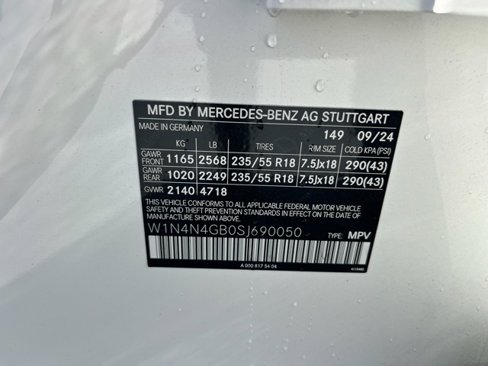 MFD BY MERCEDES-BENZ AG STUTTGART
MADE IN GERMANY 149 09/24
KG LB TIRES RIM SIZE COLD KPA (PSI)
GAWR FRONT 1165 2568 235/55 R18 7.5Jx18 290(43)
GAWR REAR 1020 2249 235/55 R18 7.5Jx18 290(43)
GVWR 2140 4718
THIS VEHICLE CONFORMS TO ALL APPLICABLE FEDERAL MOTOR VEHICLE
SAFETY AND THEFT PREVENTION STANDARDS IN EFFECT ON THE DATE OF
MANUFACTURE SHOWN ABOVE.
W1N4N4GB0SJ690050 TYPE: MPV
A 000 817 54 04